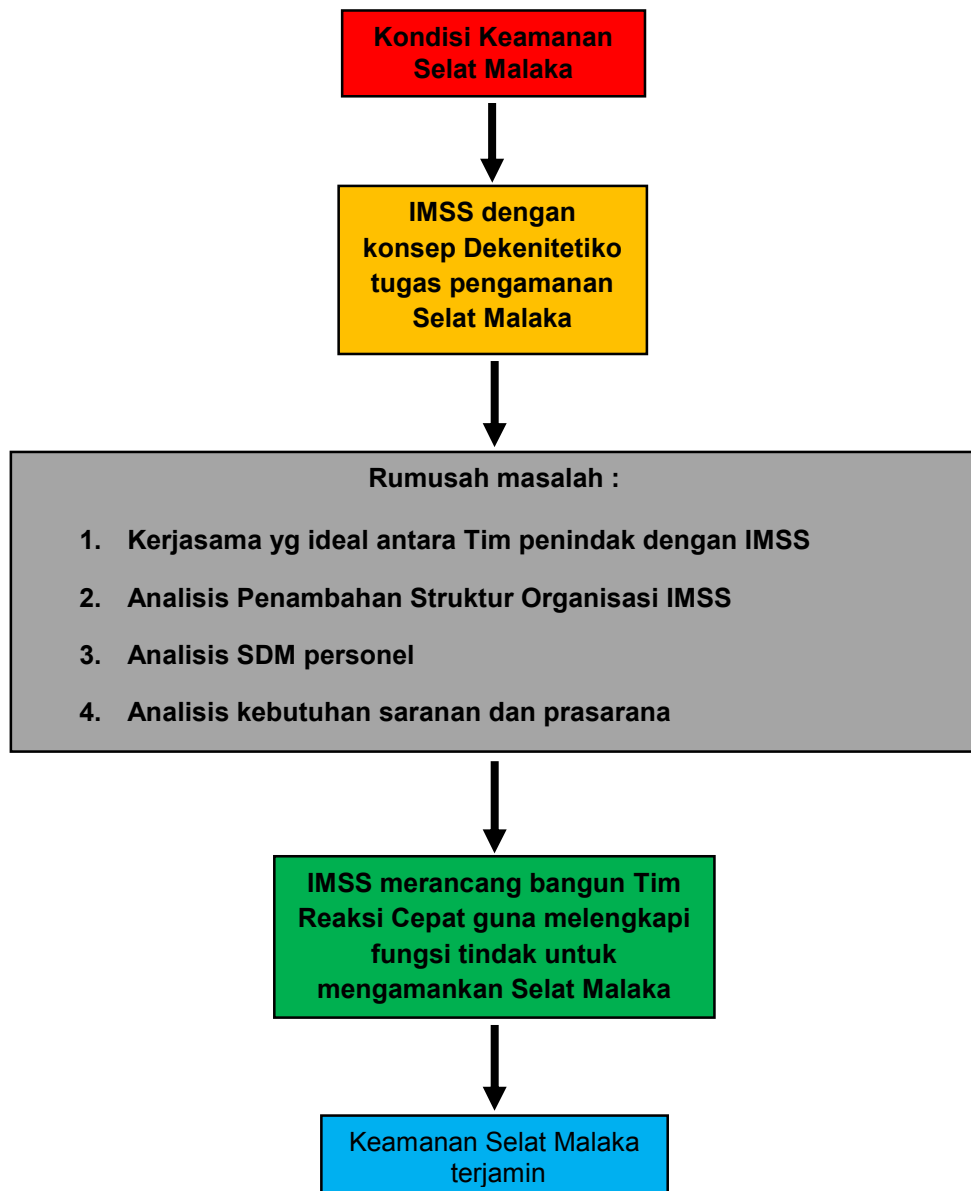 Kondisi Keamanan
Selat Malaka
IMSS dengan
konsep Dekenitetiko
tugas pengamanan
Selat Malaka
Rumusah masalah :
1. Kerjasama yg ideal antara Tim penindak dengan IMSS
2. Analisis Penambahan Struktur Organisasi IMSS
3. Analisis SDM personel
4. Analisis kebutuhan saranan dan prasarana
IMSS merancang bangun Tim
Reaksi Cepat guna melengkapi
fungsi tindak untuk
mengamankan Selat Malaka
Keamanan Selat Malaka
terjamin